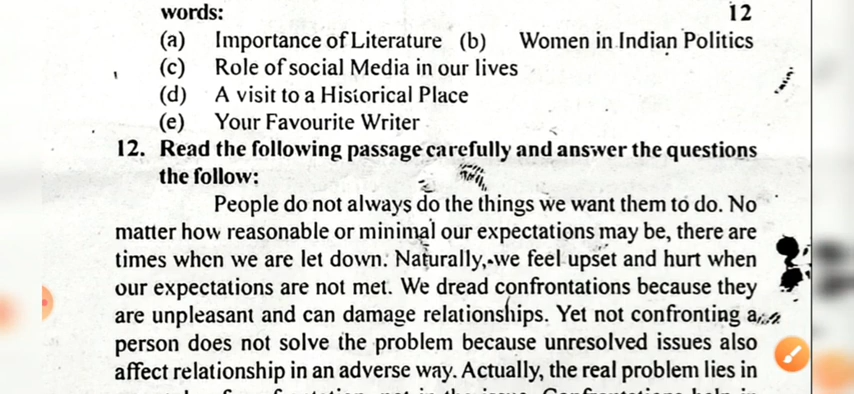 words: 12
(a) Importance of Literature (b) Women in Indian Politics
(c) Role of social Media in our lives
(d) A visit to a Historical Place
(e) Your Favourite Writer
12. Read the following passage carefully and answer the questions
the follow:
People do not always do the things we want them to do. No
matter how reasonable or minimal our expectations may be, there are
times when we are let down. Naturally, we feel upset and hurt when
our expectations are not met. We dread confrontations because they
are unpleasant and can damage relationships. Yet not confronting a
person does not solve the problem because unresolved issues also
affect relationship in an adverse way. Actually, the real problem lies in